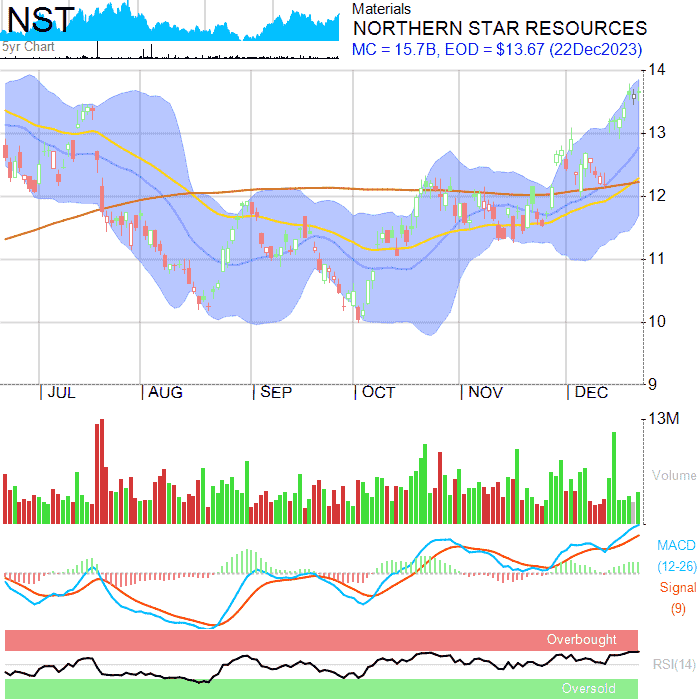 NST
5yr Chart
Materials
NORTHERN STAR RESOURCES
MC = 15.7B, EOD = $13.67 (22Dec2023)
14
13
12
11
10
9
| JUL | AUG | SEP | OCT | NOV | DEC
13M
Volume
MACD
(12-26)
Signal
(9)
Overbought
RSI(14)
Oversold